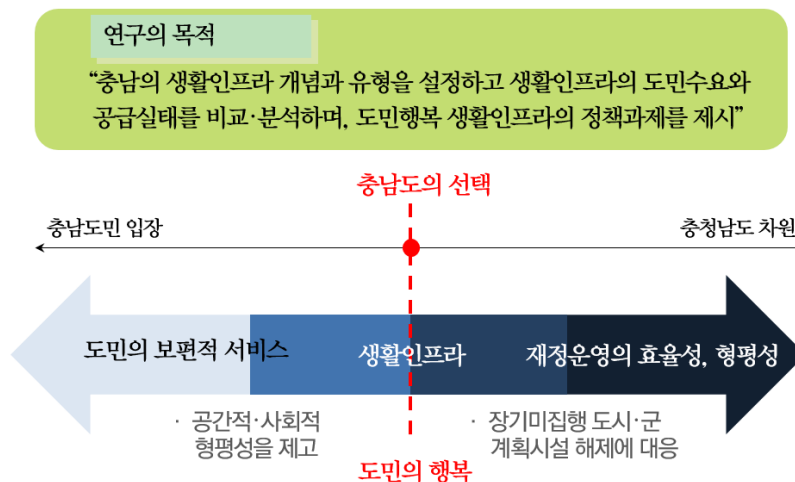 연구의 목적
“충남의 생활인프라 개념과 유형을 설정하고 생활인프라의 도민수요와
공급실태를 비교·분석하며, 도민행복 생활인프라의 정책과제를 제시”
충남도의 선택
충남도민 입장
충청남도 차원
도민의 보편적 서비스
생활인프라
재정운영의 효율성, 형평성
· 공간적·사회적
형평성을 제고
· 장기미집행 도시·군
계획시설 해제에 대응
도민의 행복